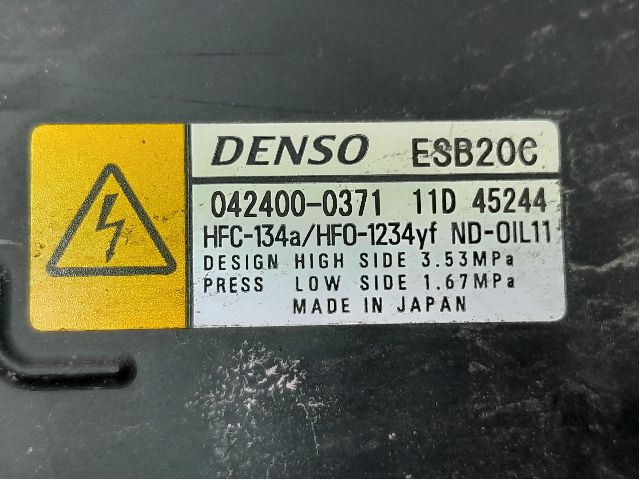 DENSO ESB20C
042400-0371 11D 45244
HFC-134a/HFO-1234yf ND-OIL11
DESIGN HIGH SIDE 3.53MPa
PRESS LOW SIDE 1.67MPa
MADE IN JAPAN